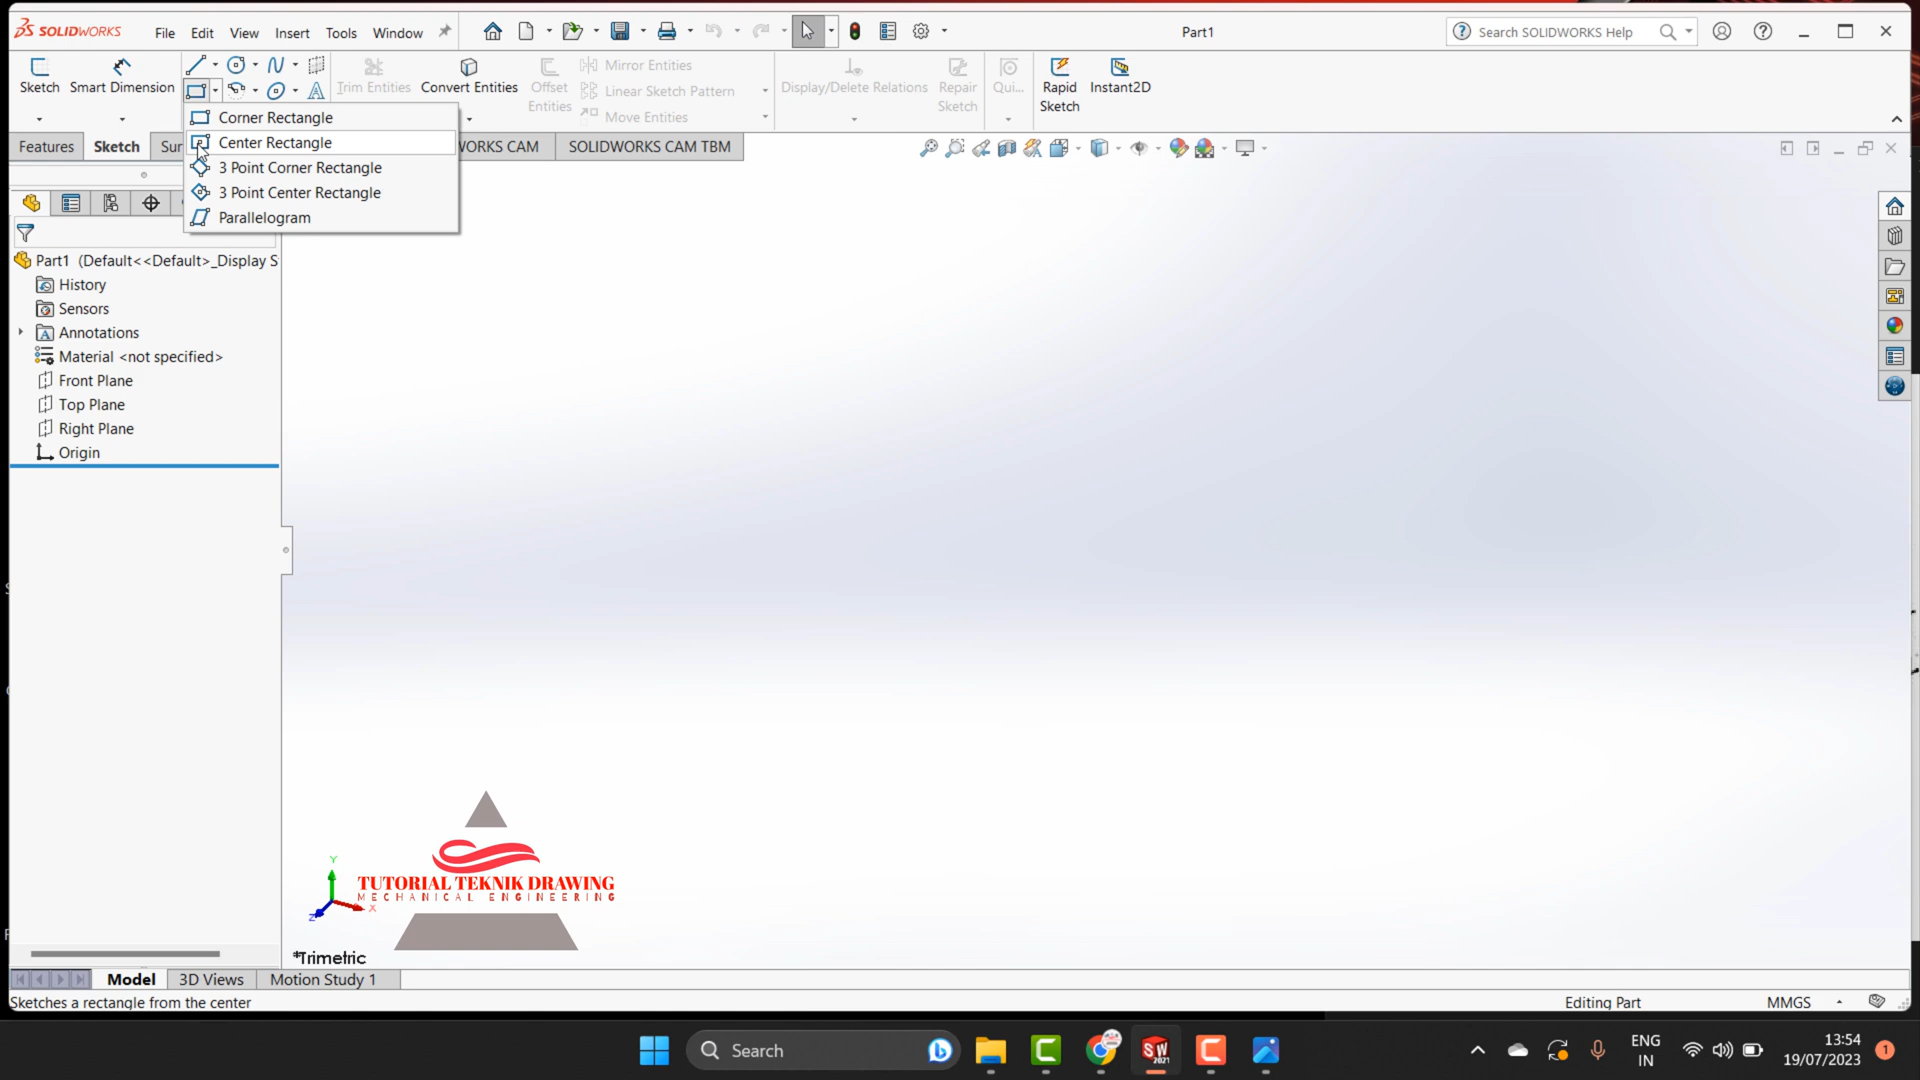 SOLIDWORKS File Edit View Insert Tools Window Part1 Search SOLIDWORKS Help
Sketch Smart Dimension Trim Entities Convert Entities Offset Entities Mirror Entities Linear Sketch Pattern Move Entities Display/Delete Relations Repair Sketch Qui... Rapid Sketch Instant2D
Corner Rectangle
Center Rectangle
3 Point Corner Rectangle
3 Point Center Rectangle
Parallelogram
Features Sketch Sur WORKS CAM SOLIDWORKS CAM TBM
Part1 (Default<<Default>_Display S
History
Sensors
Annotations
Material <not specified>
Front Plane
Top Plane
Right Plane
Origin
Y
X
Z
TUTORIAL TEKNIK DRAWING
MECHANICAL ENGINEERING
*Trimetric
Model 3D Views Motion Study 1
Sketches a rectangle from the center Editing Part MMGS
Search SW 2021 ENG IN 13:54 19/07/2023 1